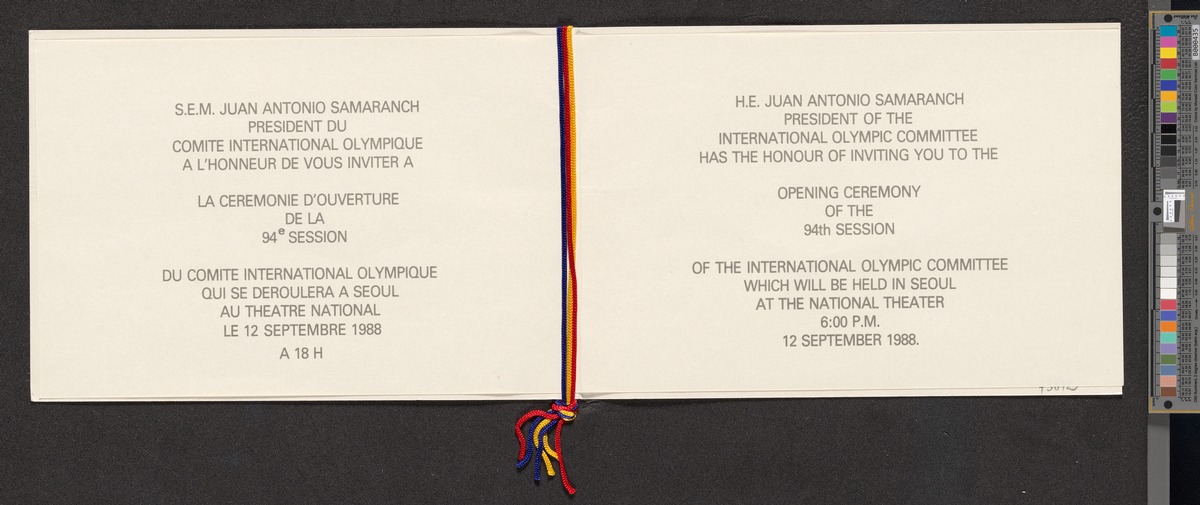 S.E.M. JUAN ANTONIO SAMARANCH
PRESIDENT DU
COMITE INTERNATIONAL OLYMPIQUE
A L'HONNEUR DE VOUS INVITER A
LA CEREMONIE D'OUVERTURE
DE LA
94e SESSION
DU COMITE INTERNATIONAL OLYMPIQUE
QUI SE DEROULERA A SEOUL
AU THEATRE NATIONAL
LE 12 SEPTEMBRE 1988
A 18 H
H.E. JUAN ANTONIO SAMARANCH
PRESIDENT OF THE
INTERNATIONAL OLYMPIC COMMITTEE
HAS THE HONOUR OF INVITING YOU TO THE
OPENING CEREMONY
OF THE
94th SESSION
OF THE INTERNATIONAL OLYMPIC COMMITTEE
WHICH WILL BE HELD IN SEOUL
AT THE NATIONAL THEATER
6:00 P.M.
12 SEPTEMBER 1988.